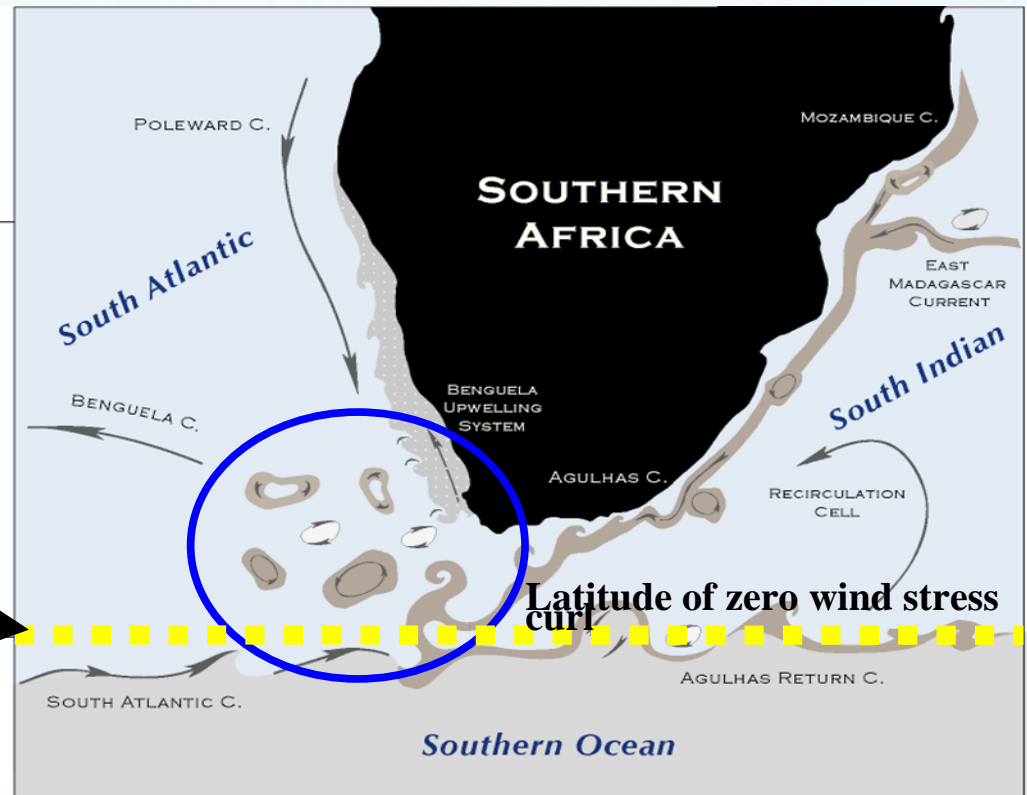 POLEWARD C.
MOZAMBIQUE C.
SOUTHERN
AFRICA
South Atlantic
EAST
MADAGASCAR
CURRENT
South Indian
BENGUELA C.
BENGUELA
UPWELLING
SYSTEM
AGULHAS C.
RECIRCULATION
CELL
Latitude of zero wind stress
curl
AGULHAS RETURN C.
SOUTH ATLANTIC C.
Southern Ocean